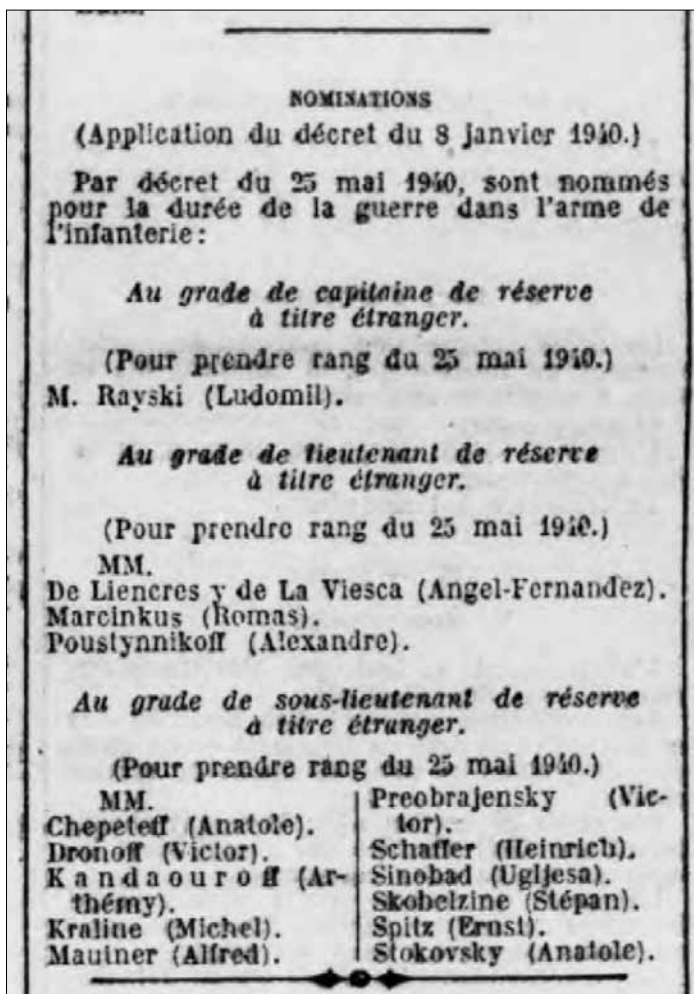 NOMINATIONS
(Application du décret du 8 janvier 1940.)
Par décret du 25 mai 1940, sont nommés
pour la durée de la guerre dans l'arme de
l'infanterie:
Au grade de capitaine de réserve
à titre étranger.
(Pour prendre rang du 25 mai 1940.)
M. Rayski (Ludomil).
Au grade de lieutenant de réserve
à titre étranger.
(Pour prendre rang du 25 mai 1940.)
MM.
De Liencres y de La Viesca (Angel-Fernandez).
Marcinkus (Romas).
Poustynnikoff (Alexandre).
Au grade de sous-lieutenant de réserve
à titre étranger.
(Pour prendre rang du 25 mai 1940.)
MM.
Chepeteff (Anatole).
Dronoff (Victor).
Kandaouroff (Ar-
thémy).
Kraline (Michel).
Mautner (Alfred).
Preobrajensky (Vic-
tor).
Schaffer (Heinrich).
Sinobad (Ugljesa).
Skobelzine (Stépan).
Spitz (Ernst).
Stokovsky (Anatole).